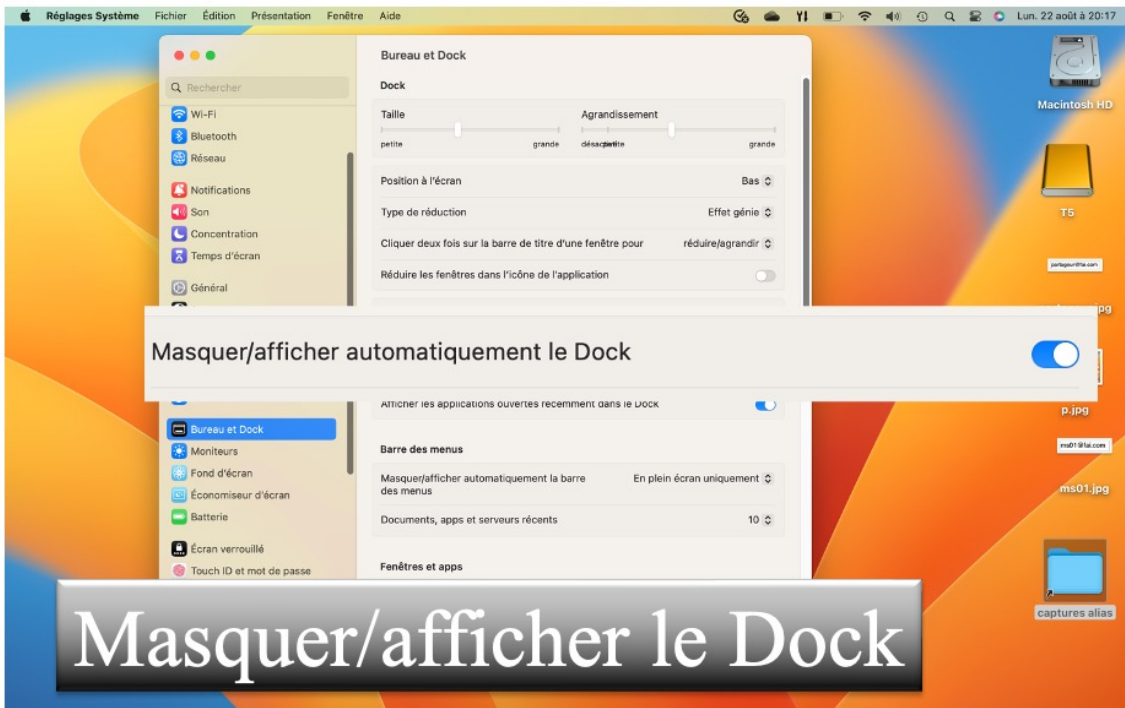 Réglages Système Fichier Édition Présentation Fenêtre Aide Lun. 22 août à 20:17
Bureau et Dock
Rechercher
Wi-Fi
Bluetooth
Réseau
Notifications
Son
Concentration
Temps d'écran
Général
Bureau et Dock
Moniteurs
Fond d'écran
Économiseur d'écran
Batterie
Écran verrouillé
Touch ID et mot de passe
Dock
Taille Agrandissement
petite grande grande
Position à l'écran Bas
Type de réduction Effet génie
Cliquer deux fois sur la barre de titre d'une fenêtre pour réduire/agrandir
Réduire les fenêtres dans l'icône de l'application
Masquer/afficher automatiquement le Dock
Afficher les applications ouvertes récemment dans le Dock
Barre des menus
Masquer/afficher automatiquement la barre En plein écran uniquement
des menus
Documents, apps et serveurs récents 10
Fenêtres et apps
Macintosh HD
T5
p.jpg
ms01.jpg
captures alias
Masquer/afficher le Dock